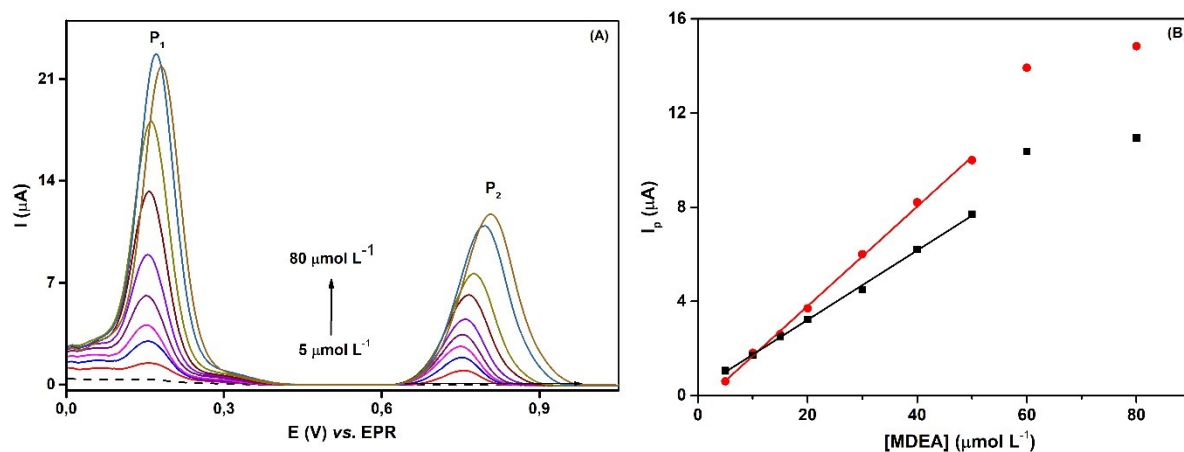 (A)
P₁
P₂
21
14
7
0
I (μA)
80 μmol L⁻¹
5 μmol L⁻¹
0,0 0,3 0,6 0,9
E (V) vs. EPR
(B
16
12
8
4
0
Iₚ (μA)
0 20 40 60 80
[MDEA] (μmol L⁻¹)